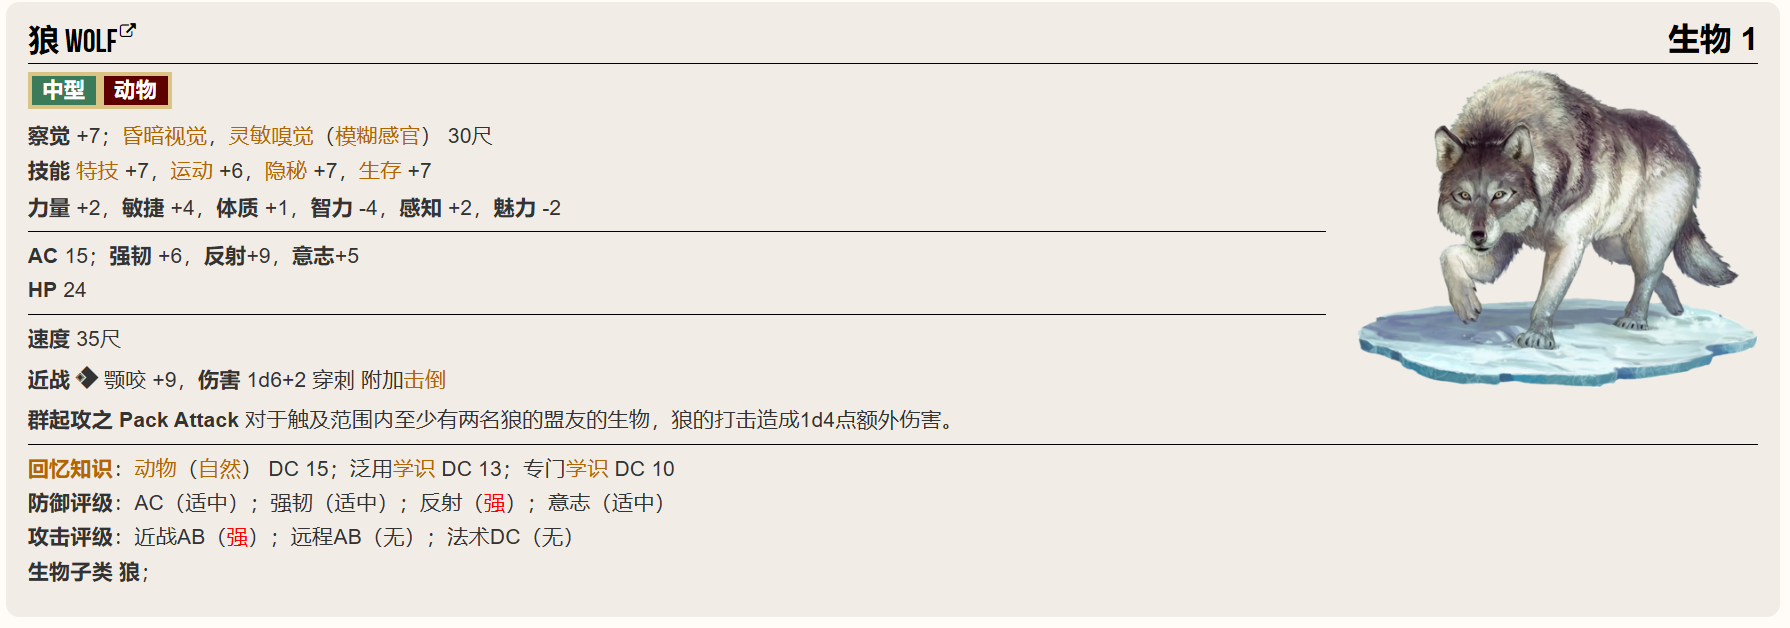 狼 WOLF
生物 1
中型 动物
察觉 +7；昏暗视觉，灵敏嗅觉（模糊感官） 30尺
技能 特技 +7，运动 +6，隐秘 +7，生存 +7
力量 +2，敏捷 +4，体质 +1，智力 -4，感知 +2，魅力 -2
AC 15；强韧 +6，反射+9，意志+5
HP 24
速度 35尺
近战 颚咬 +9，伤害 1d6+2 穿刺 附加击倒
群起攻之 Pack Attack 对于触及范围内至少有两名狼的盟友的生物，狼的打击造成1d4点额外伤害。
回忆知识：动物（自然） DC 15；泛用学识 DC 13；专门学识 DC 10
防御评级：AC（适中）；强韧（适中）；反射（强）；意志（适中）
攻击评级：近战AB（强）；远程AB（无）；法术DC（无）
生物子类 狼；